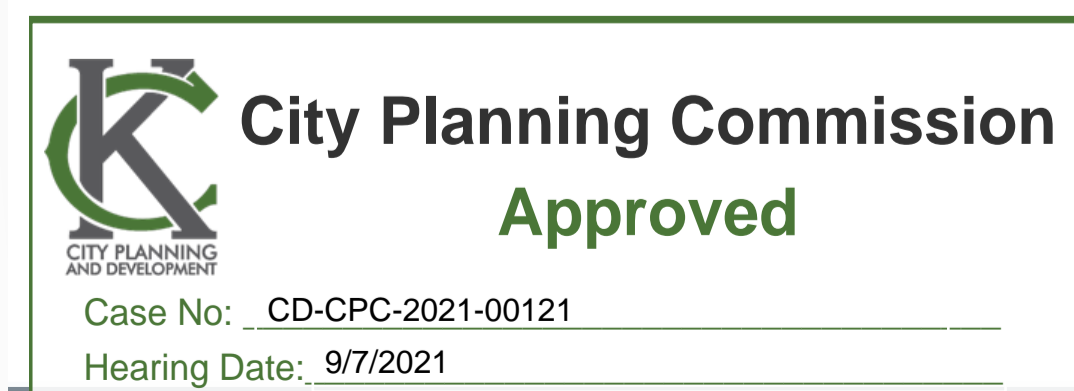 KC
CITY PLANNING
AND DEVELOPMENT
City Planning Commission
Approved
Case No: CD-CPC-2021-00121
Hearing Date: 9/7/2021